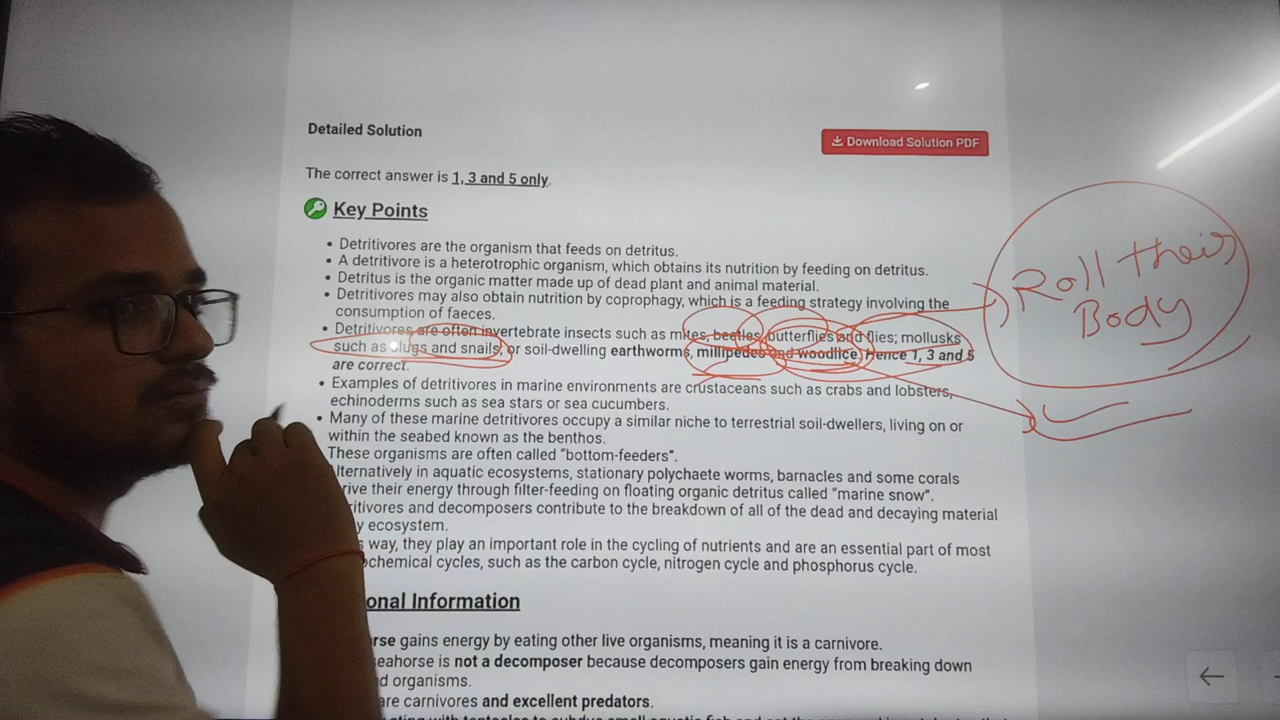 Detailed Solution
Download Solution PDF
The correct answer is 1, 3 and 5 only.
Key Points
• Detritivores are the organism that feeds on detritus.
• A detritivore is a heterotrophic organism, which obtains its nutrition by feeding on detritus.
• Detritus is the organic matter made up of dead plant and animal material.
• Detritivores may also obtain nutrition by coprophagy, which is a feeding strategy involving the
consumption of faeces.
• Detritivores are often invertebrate insects such as mites, beetles, butterflies and flies; mollusks
such as slugs and snails; or soil-dwelling earthworms, millipedes and woodlice. Hence 1, 3 and 5
are correct.
• Examples of detritivores in marine environments are crustaceans such as crabs and lobsters,
echinoderms such as sea stars or sea cucumbers.
• Many of these marine detritivores occupy a similar niche to terrestrial soil-dwellers, living on or
within the seabed known as the benthos.
These organisms are often called "bottom-feeders".
lternatively in aquatic ecosystems, stationary polychaete worms, barnacles and some corals
rive their energy through filter-feeding on floating organic detritus called "marine snow".
ritivores and decomposers contribute to the breakdown of all of the dead and decaying material
y ecosystem.
s way, they play an important role in the cycling of nutrients and are an essential part of most
ochemical cycles, such as the carbon cycle, nitrogen cycle and phosphorus cycle.
onal Information
rse gains energy by eating other live organisms, meaning it is a carnivore.
eahorse is not a decomposer because decomposers gain energy from breaking down
d organisms.
are carnivores and excellent predators.
Roll their
Body